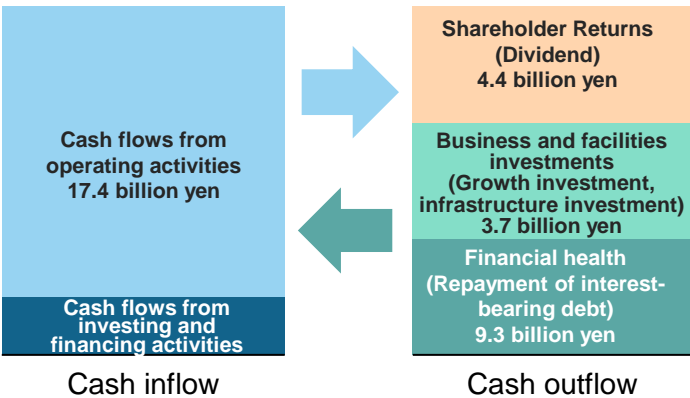 Cash flows from
operating activities
17.4 billion yen
Cash flows from
investing and
financing activities
Cash inflow
Shareholder Returns
(Dividend)
4.4 billion yen
Business and facilities
investments
(Growth investment,
infrastructure investment)
3.7 billion yen
Financial health
(Repayment of interest-
bearing debt)
9.3 billion yen
Cash outflow